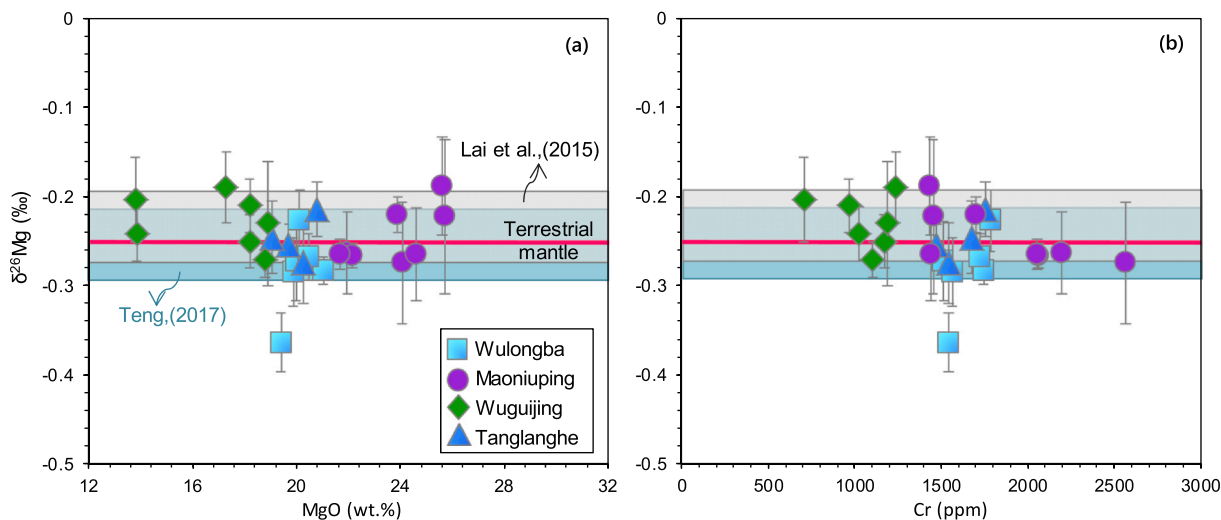 0
-0.1
-0.2
-0.3
-0.4
-0.5
δ²⁶Mg (‰)
(a)
Lai et al.,(2015)
Terrestrial
mantle
Teng,(2017)
Wulongba
Maoniuping
Wuguijing
Tanglanghe
12 16 20 24 28 32
MgO (wt.%)
0
-0.1
-0.2
-0.3
-0.4
-0.5
(b)
0 500 1000 1500 2000 2500 3000
Cr (ppm)